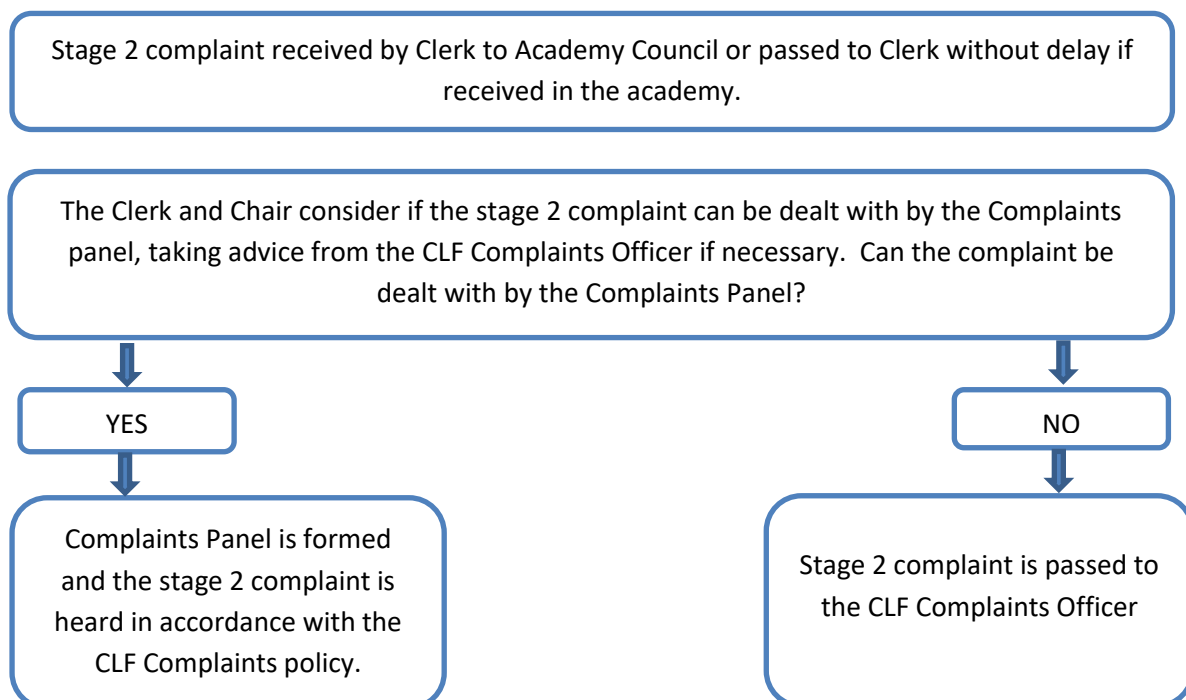 Stage 2 complaint received by Clerk to Academy Council or passed to Clerk without delay if
received in the academy.
The Clerk and Chair consider if the stage 2 complaint can be dealt with by the Complaints
panel, taking advice from the CLF Complaints Officer if necessary.  Can the complaint be
dealt with by the Complaints Panel?
YES
NO
Complaints Panel is formed
and the stage 2 complaint is
heard in accordance with the
CLF Complaints policy.
Stage 2 complaint is passed to
the CLF Complaints Officer